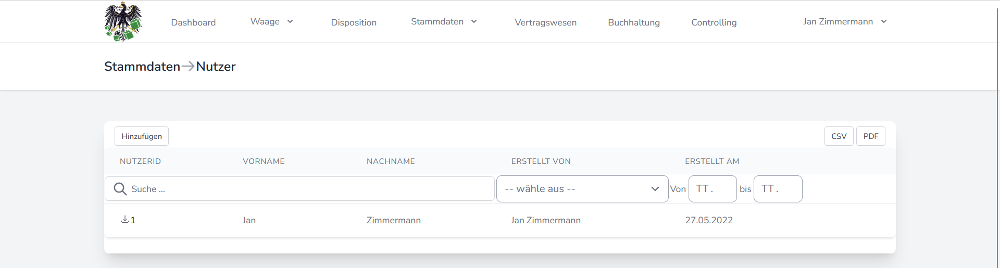 Dashboard Waage Disposition Stammdaten Vertragswesen Buchhaltung Controlling Jan Zimmermann
Stammdaten→Nutzer
Hinzufügen CSV PDF
NUTZERID VORNAME NACHNAME ERSTELLT VON ERSTELLT AM
Suche ... -- wähle aus -- Von TT . bis TT .
1 Jan Zimmermann Jan Zimmermann 27.05.2022